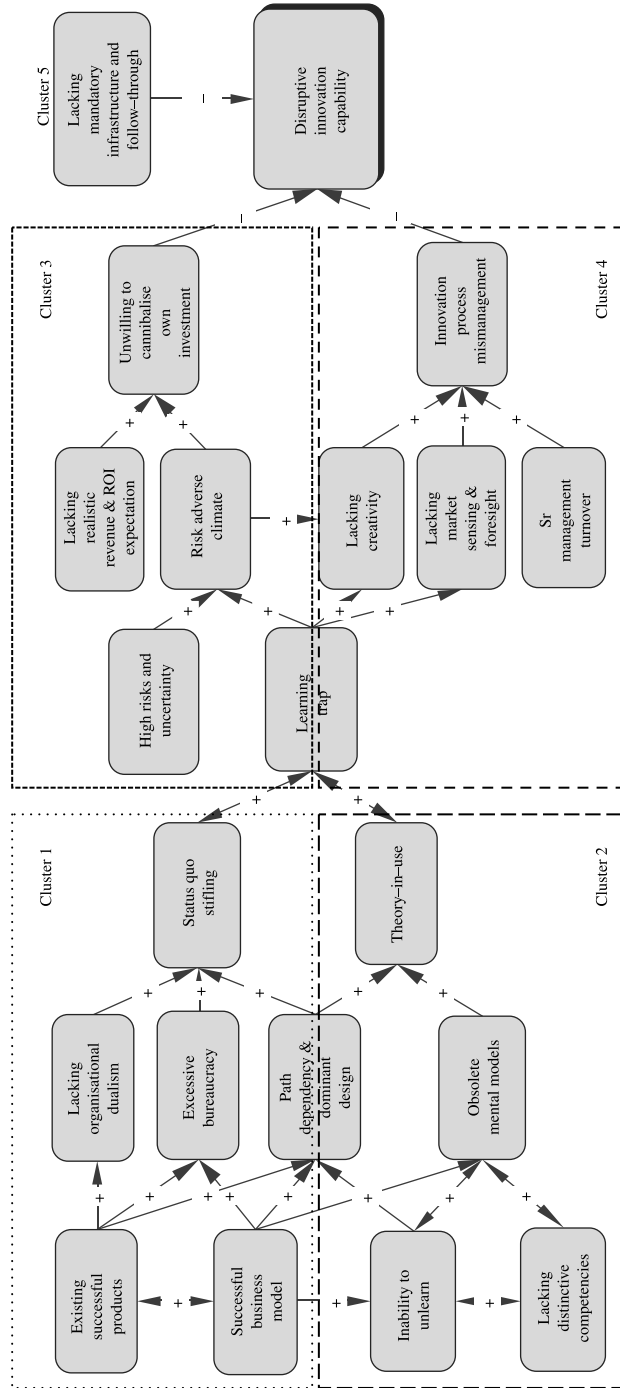 Cluster 1
Existing
successful
products
Successful
business
model
Lacking
organisational
dualism
Excessive
bureaucracy
Path
dependency &
dominant
design
Status quo
stifling
+
+
+
+
+
+
+
+
+
Cluster 2
Inability to
unlearn
Lacking
distinctive
competencies
Obsolete
mental models
Theory–in–use
+
+
+
+
+
+
+
+
+
+
Cluster 3
High risks and
uncertainty
Learning
trap
Lacking
realistic
revenue & ROI
expectation
Risk adverse
climate
Unwilling to
cannibalise
own
investment
+
+
+
+
+
Cluster 4
Lacking
creativity
Lacking
market
sensing &
foresight
Sr
management
turnover
Innovation
process
mismanagement
+
+
+
+
+
Cluster 5
Lacking
mandatory
infrastructure and
follow–through
Disruptive
innovation
capability
–
–
–